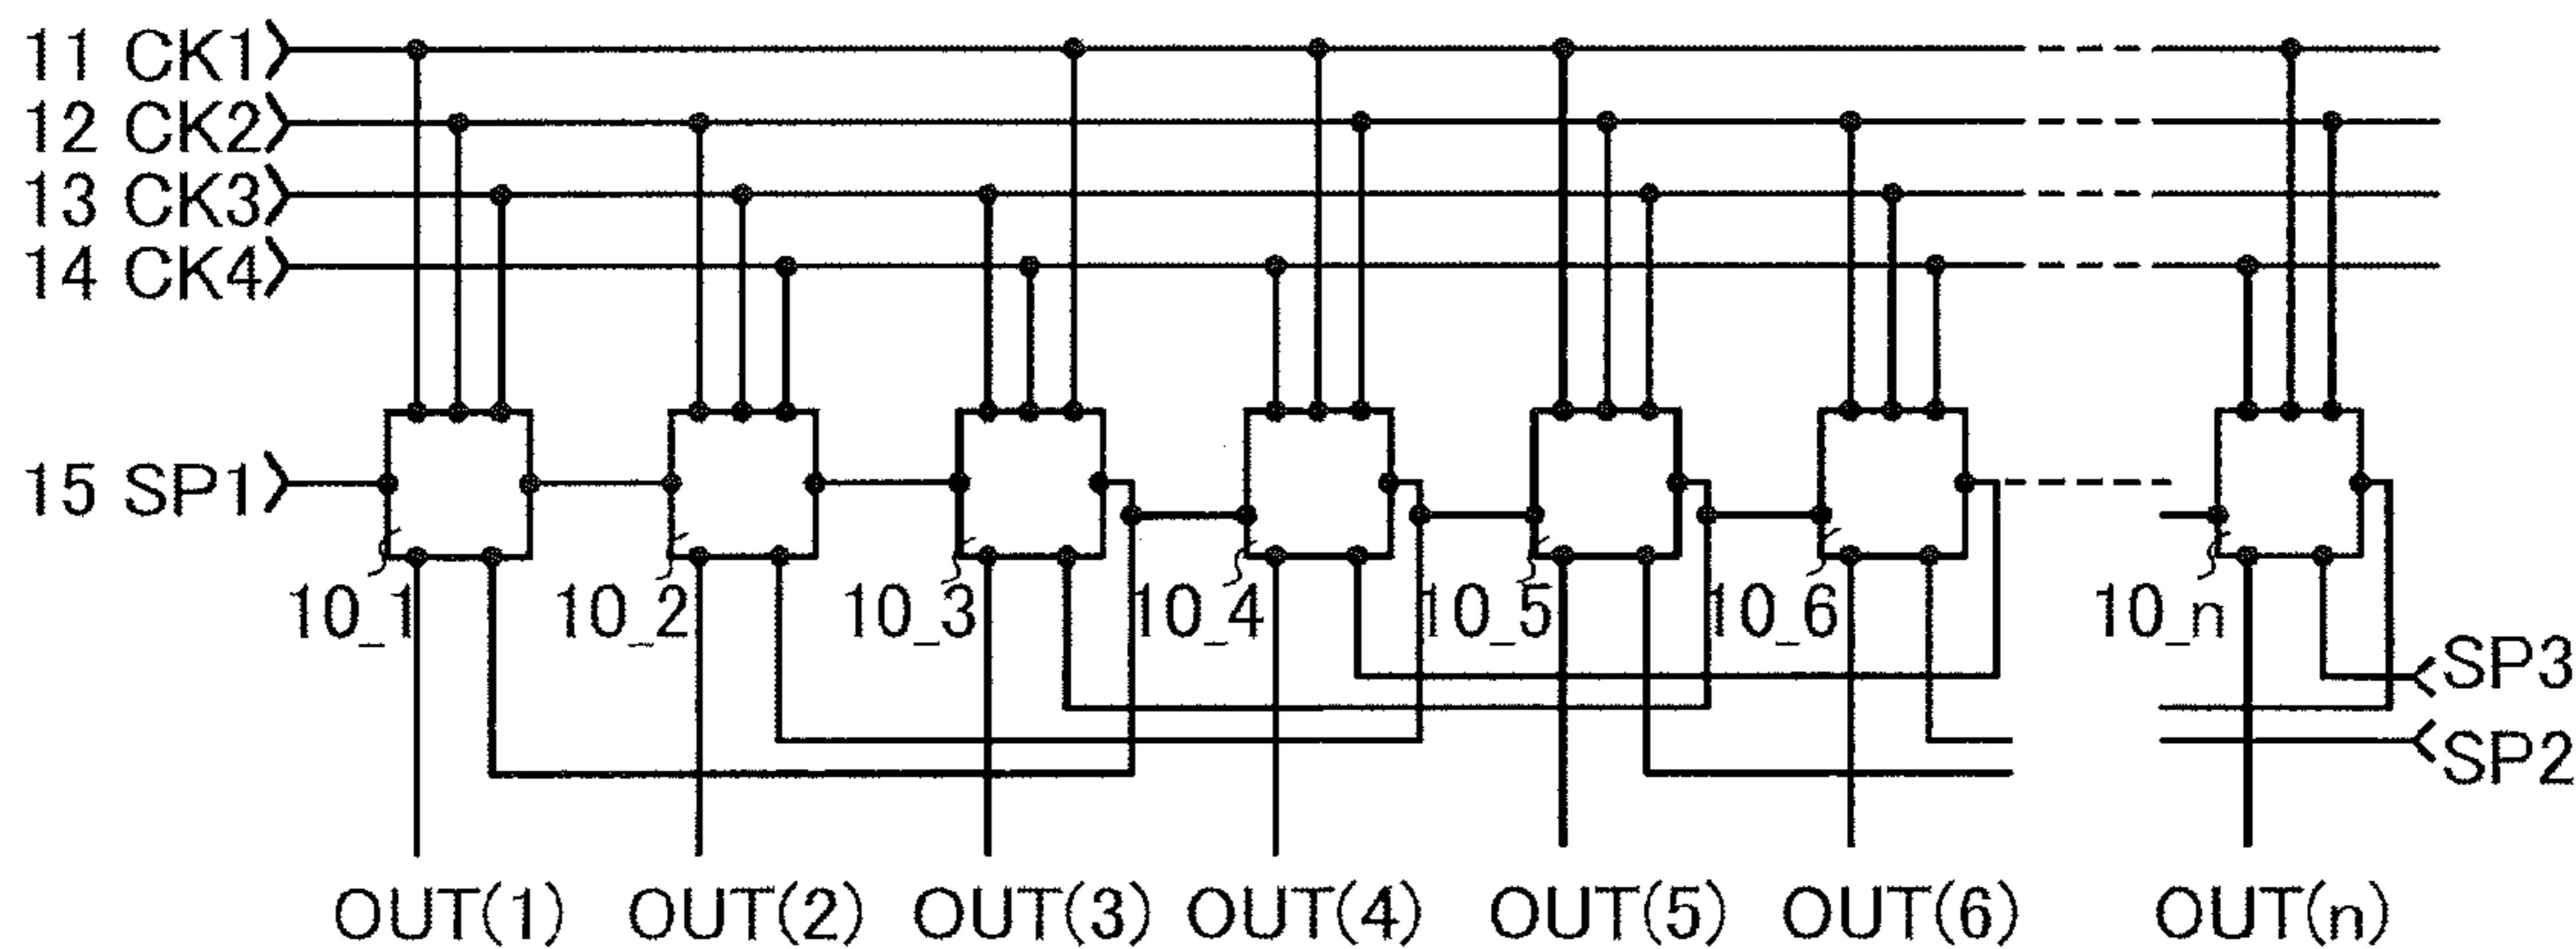 11 CK1
12 CK2
13 CK3
14 CK4
15 SP1
10_1 10_2 10_3 10_4 10_5 10_6 10_n
SP3
SP2
OUT(1) OUT(2) OUT(3) OUT(4) OUT(5) OUT(6) OUT(n)